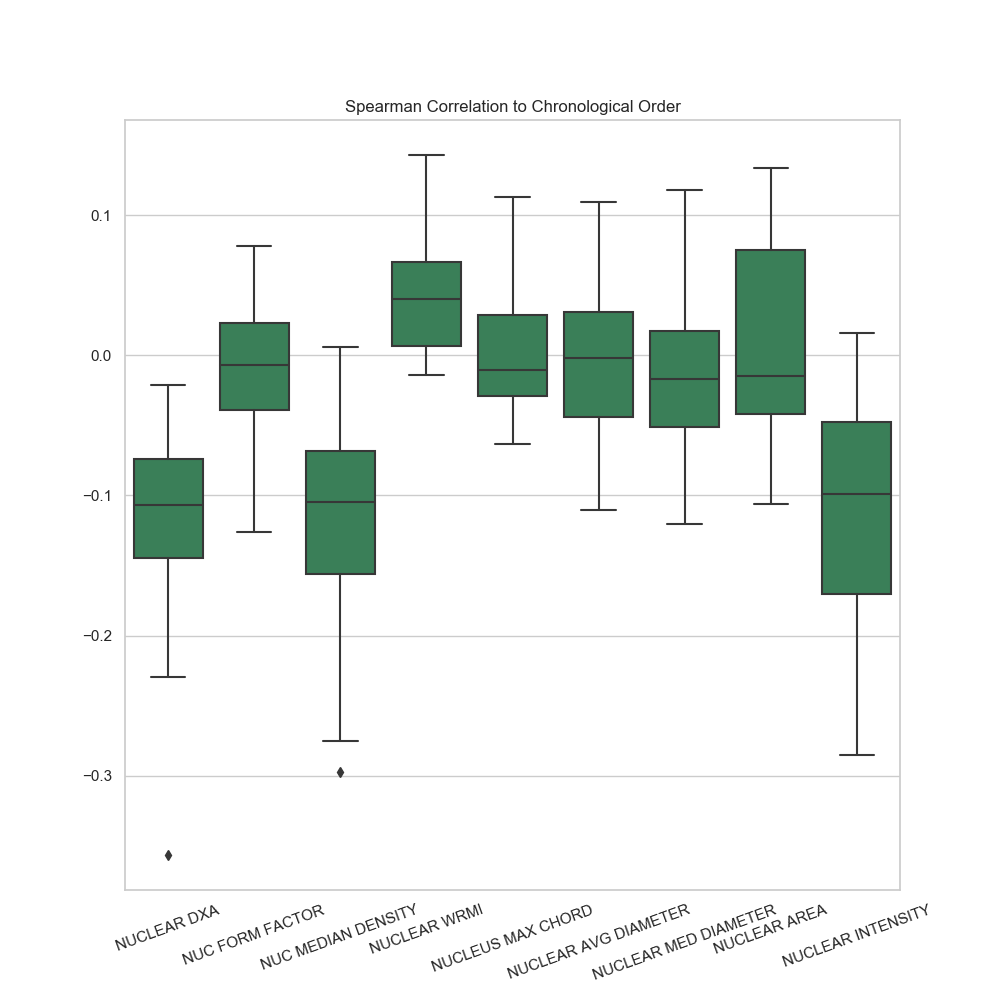 Spearman Correlation to Chronological Order
0.1
0.0
−0.1
−0.2
−0.3
NUCLEAR DXA
NUC FORM FACTOR
NUC MEDIAN DENSITY
NUCLEAR WRMI
NUCLEUS MAX CHORD
NUCLEAR AVG DIAMETER
NUCLEAR MED DIAMETER
NUCLEAR AREA
NUCLEAR INTENSITY